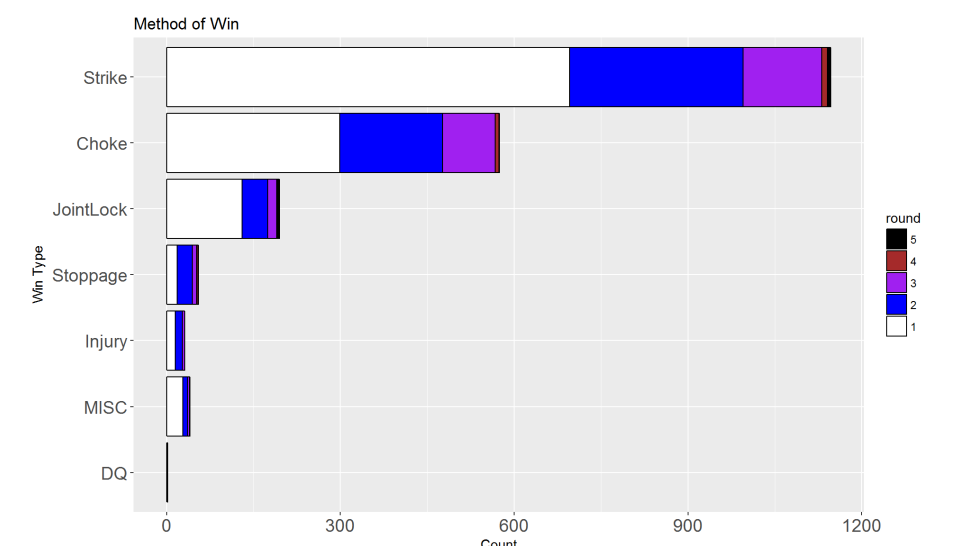 Method of Win
Strike
Choke
JointLock
Stoppage
Injury
MISC
DQ
Win Type
0 300 600 900 1200
Count
round
5
4
3
2
1